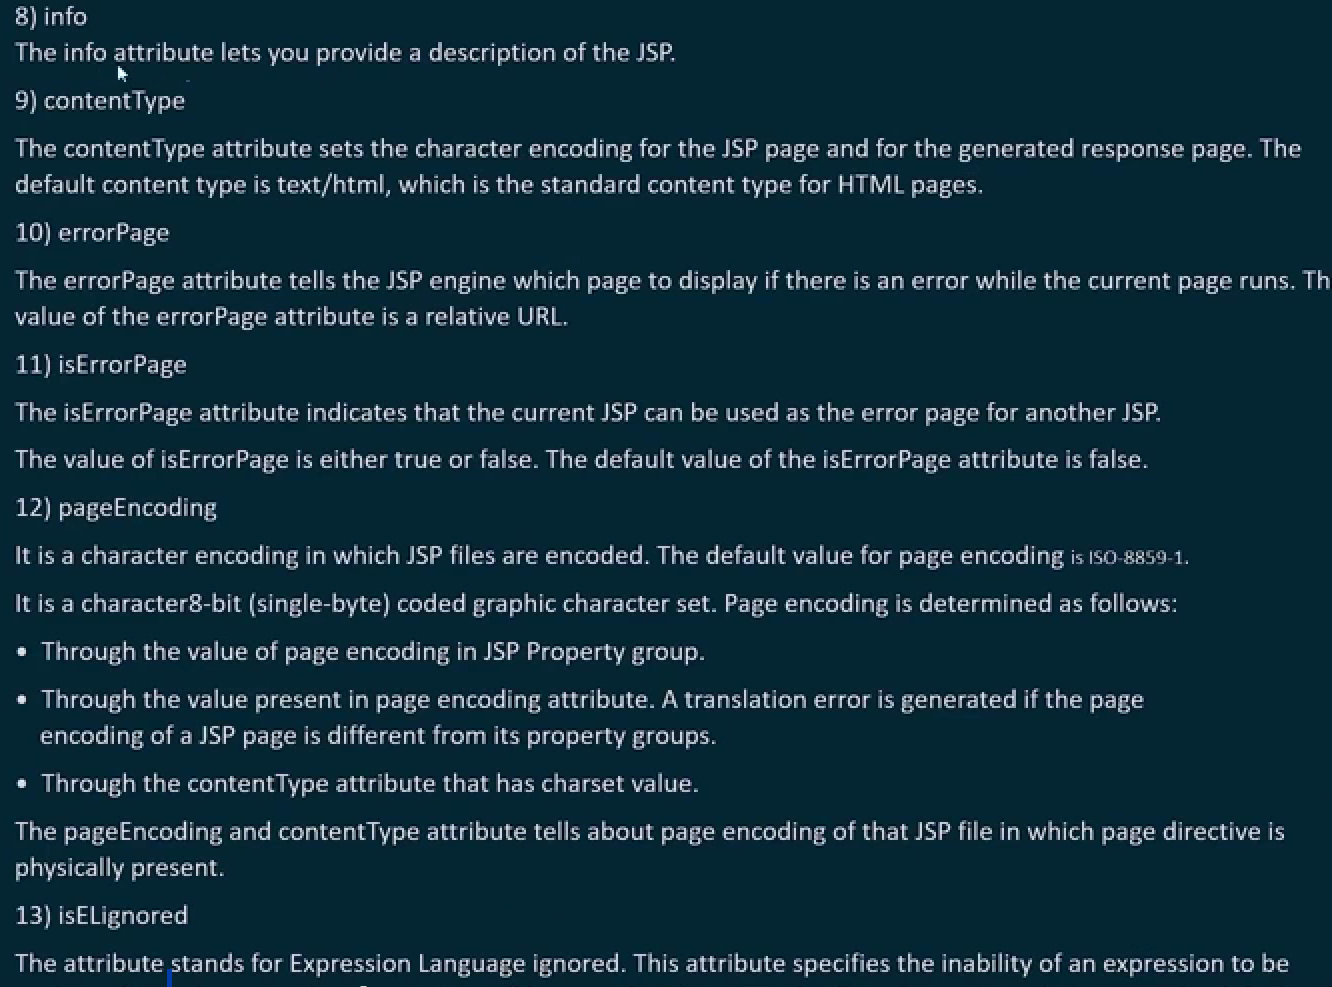 8) info
The info attribute lets you provide a description of the JSP.
9) contentType
The contentType attribute sets the character encoding for the JSP page and for the generated response page. The
default content type is text/html, which is the standard content type for HTML pages.
10) errorPage
The errorPage attribute tells the JSP engine which page to display if there is an error while the current page runs. Th
value of the errorPage attribute is a relative URL.
11) isErrorPage
The isErrorPage attribute indicates that the current JSP can be used as the error page for another JSP.
The value of isErrorPage is either true or false. The default value of the isErrorPage attribute is false.
12) pageEncoding
It is a character encoding in which JSP files are encoded. The default value for page encoding is ISO-8859-1.
It is a character8-bit (single-byte) coded graphic character set. Page encoding is determined as follows:
• Through the value of page encoding in JSP Property group.
• Through the value present in page encoding attribute. A translation error is generated if the page
encoding of a JSP page is different from its property groups.
• Through the contentType attribute that has charset value.
The pageEncoding and contentType attribute tells about page encoding of that JSP file in which page directive is
physically present.
13) isELignored
The attribute stands for Expression Language ignored. This attribute specifies the inability of an expression to be